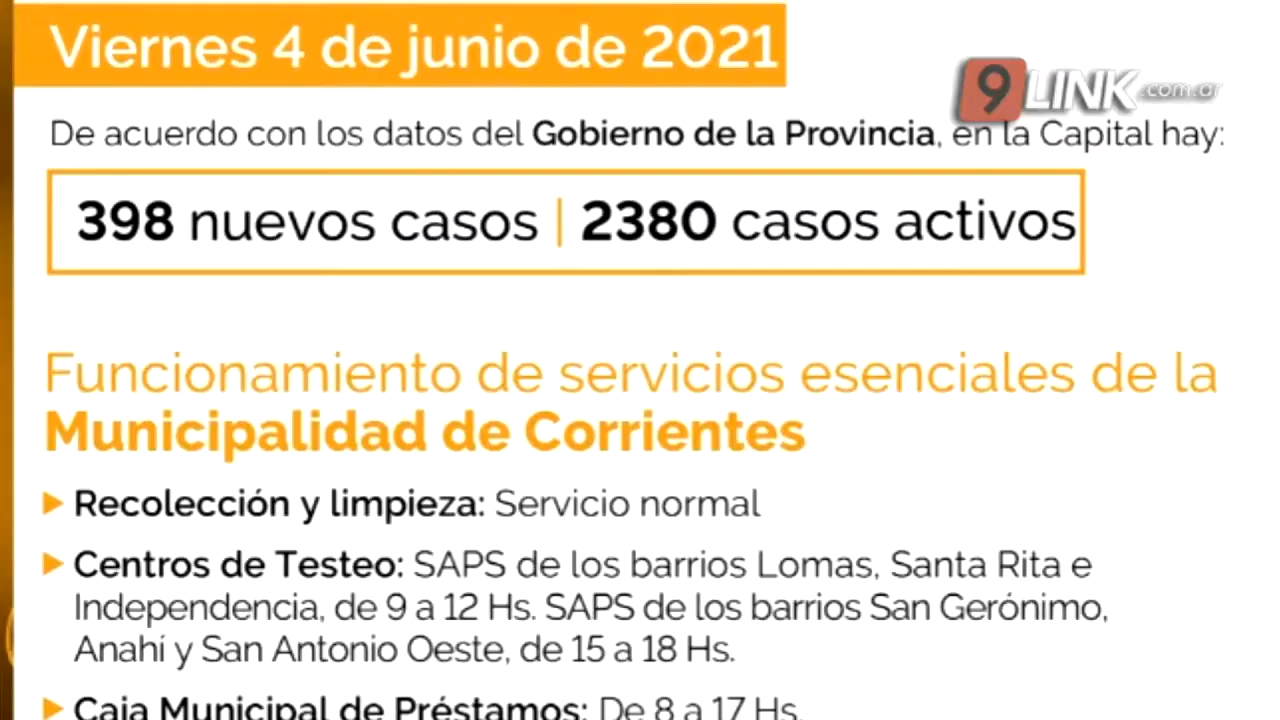 Viernes 4 de junio de 2021
9 LINK.com.ar
De acuerdo con los datos del Gobierno de la Provincia, en la Capital hay:
398 nuevos casos | 2380 casos activos
Funcionamiento de servicios esenciales de la
Municipalidad de Corrientes
Recolección y limpieza: Servicio normal
Centros de Testeo: SAPS de los barrios Lomas, Santa Rita e
Independencia, de 9 a 12 Hs. SAPS de los barrios San Gerónimo,
Anahí y San Antonio Oeste, de 15 a 18 Hs.
Caja Municipal de Préstamos: De 8 a 17 Hs.